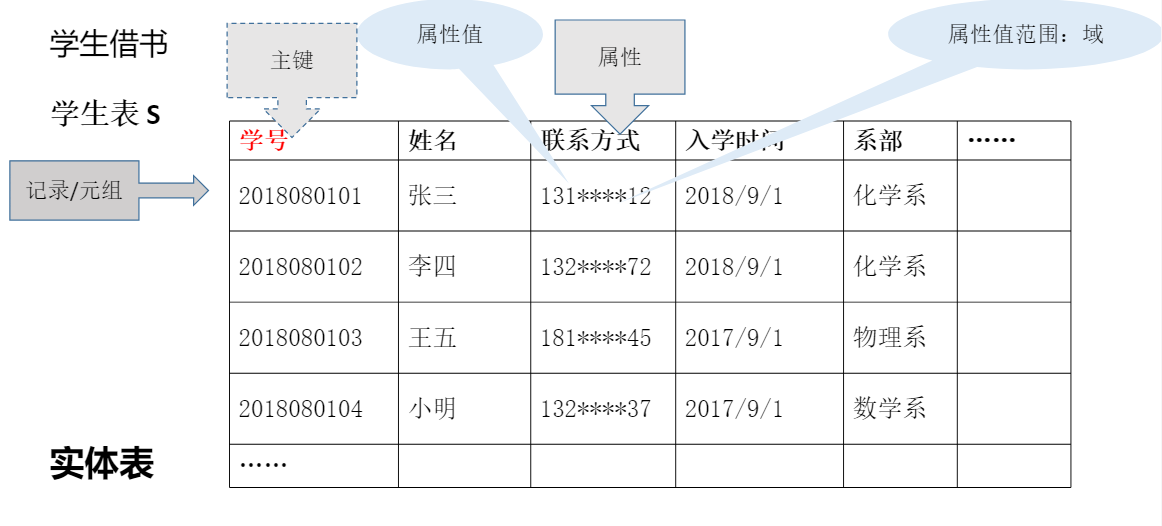 学生借书
主键
属性值
属性
属性值范围：域
学生表 S
学号 姓名 联系方式 入学时间 系部 ……
记录/元组
2018080101 张三 131****12 2018/9/1 化学系
2018080102 李四 132****72 2018/9/1 化学系
2018080103 王五 181****45 2017/9/1 物理系
2018080104 小明 132****37 2017/9/1 数学系
实体表
……